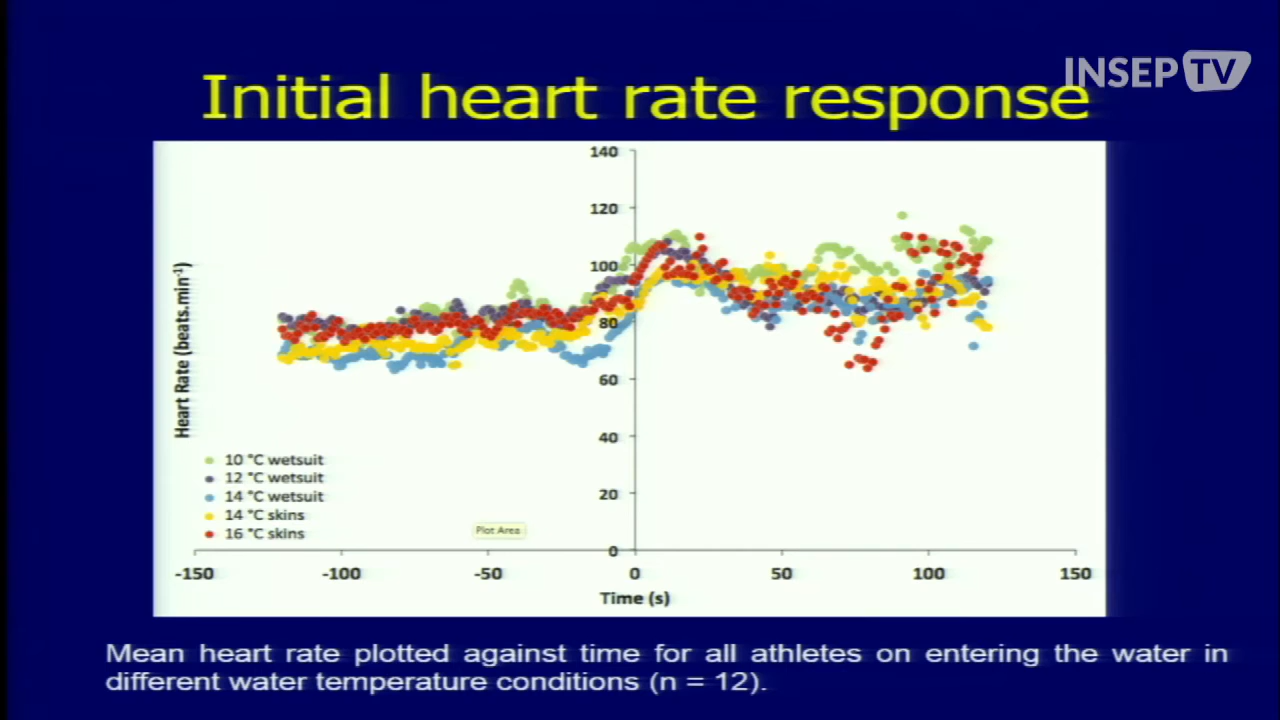 INSEP TV
Initial heart rate response
140
120
100
80
60
40
20
0
Heart Rate (beats.min-1)
10 °C wetsuit
12 °C wetsuit
14 °C wetsuit
14 °C skins
16 °C skins
Plot Area
-150 -100 -50 0 50 100 150
Time (s)
Mean heart rate plotted against time for all athletes on entering the water in
different water temperature conditions (n = 12).